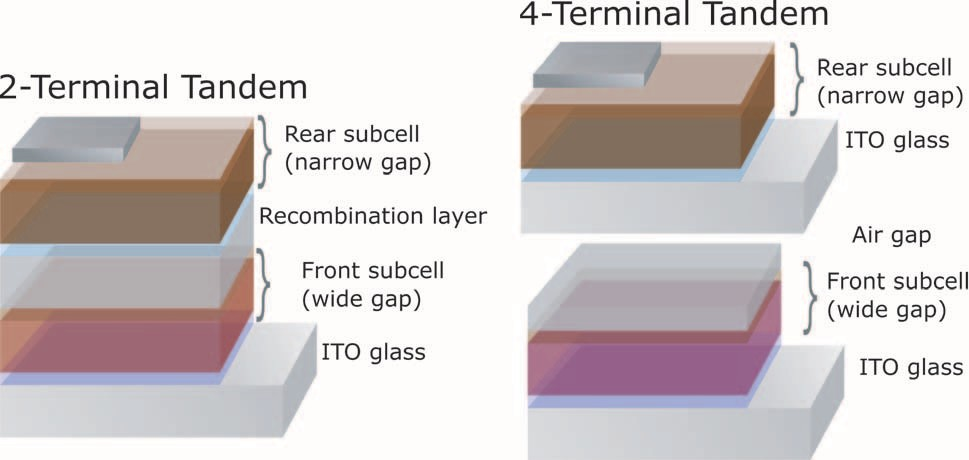 2-Terminal Tandem
Rear subcell
(narrow gap)
Recombination layer
Front subcell
(wide gap)
ITO glass
4-Terminal Tandem
Rear subcell
(narrow gap)
ITO glass
Air gap
Front subcell
(wide gap)
ITO glass